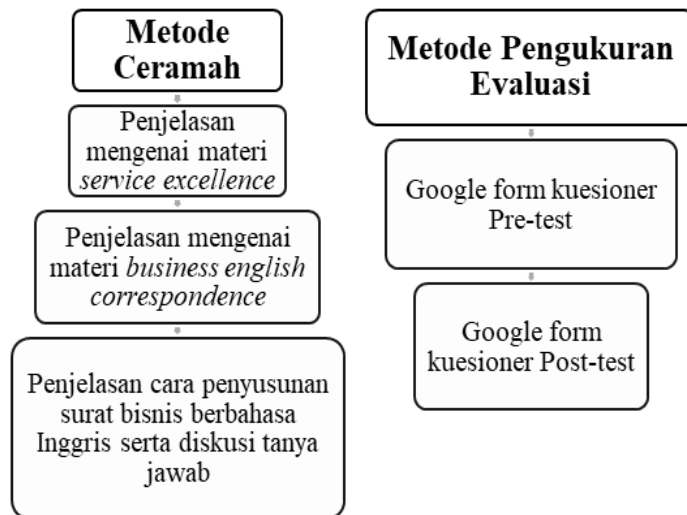 Metode
Ceramah
Penjelasan
mengenai materi
service excellence
Penjelasan mengenai
materi business english
correspondence
Penjelasan cara penyusunan
surat bisnis berbahasa
Inggris serta diskusi tanya
jawab
Metode Pengukuran
Evaluasi
Google form kuesioner
Pre-test
Google form
kuesioner Post-test